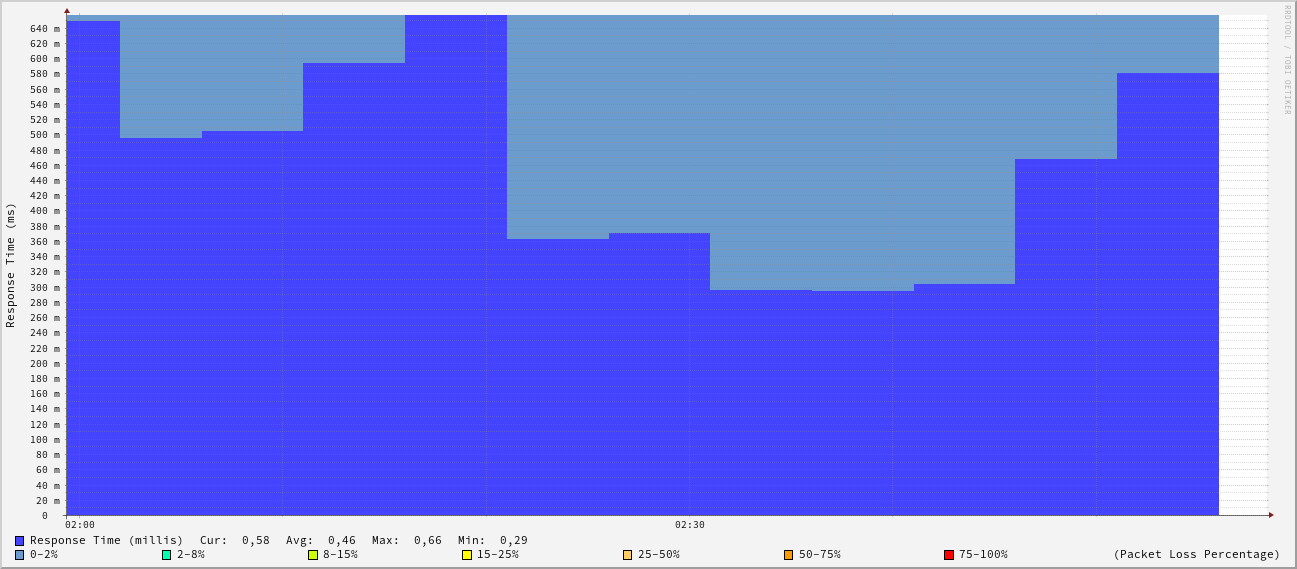 RRDTOOL / TOBI OETIKER
Response Time (ms)
640 m
620 m
600 m
580 m
560 m
540 m
520 m
500 m
480 m
460 m
440 m
420 m
400 m
380 m
360 m
340 m
320 m
300 m
280 m
260 m
240 m
220 m
200 m
180 m
160 m
140 m
120 m
100 m
80 m
60 m
40 m
20 m
0
02:00 02:30
Response Time (millis) Cur: 0,58 Avg: 0,46 Max: 0,66 Min: 0,29
0-2% 2-8% 8-15% 15-25% 25-50% 50-75% 75-100% (Packet Loss Percentage)